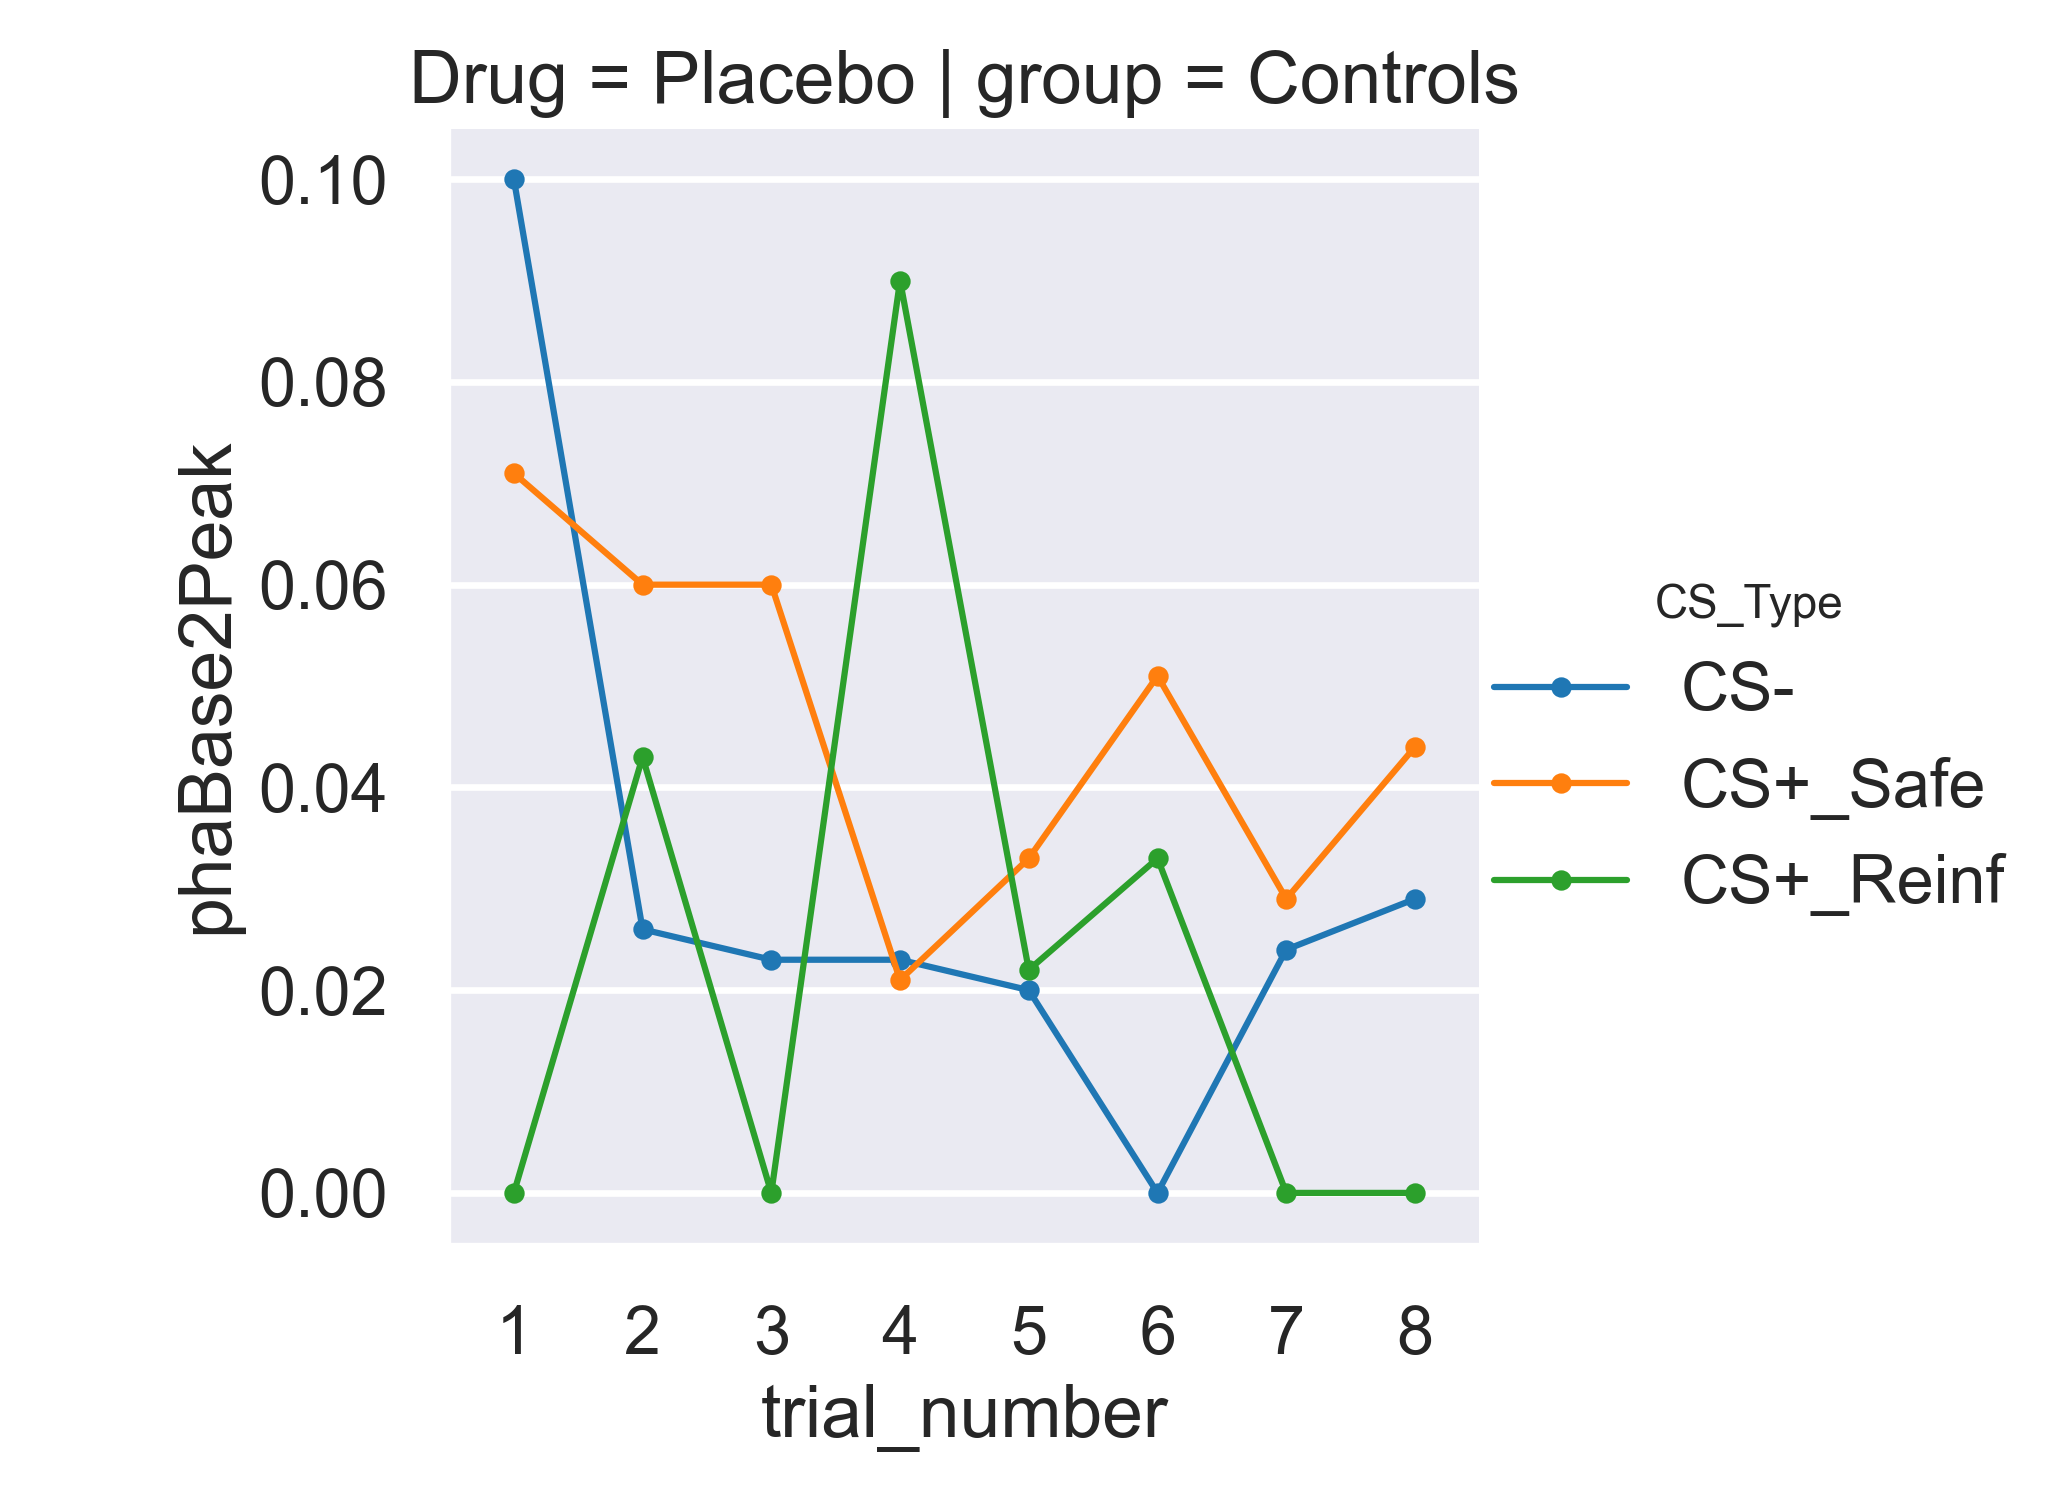 Drug = Placebo | group = Controls
0.10
0.08
0.06
0.04
0.02
0.00
phaBase2Peak
1 2 3 4 5 6 7 8
trial_number
CS_Type
CS-
CS+_Safe
CS+_Reinf